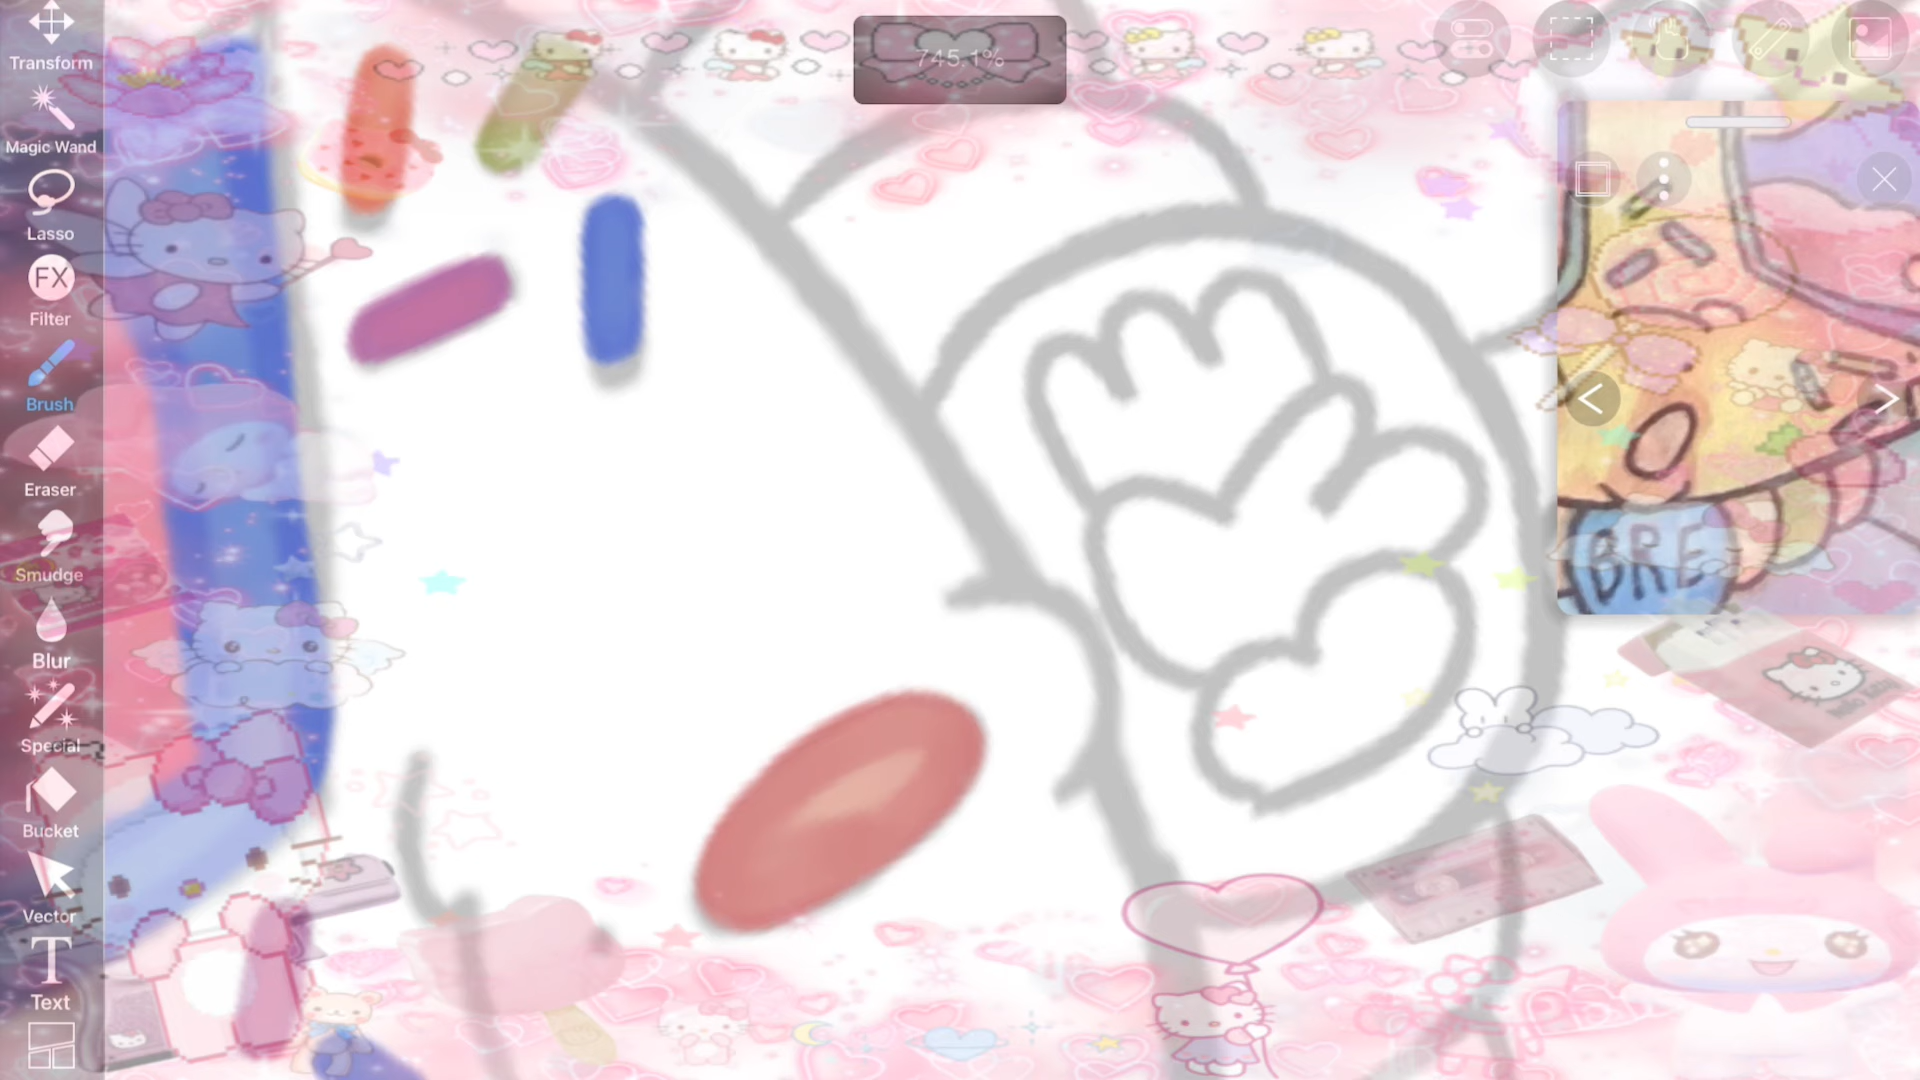 745.1%
Transform
Magic Wand
Lasso
FX
Filter
Brush
Eraser
Smudge
Blur
Special
Bucket
Vector
T
Text
BRE